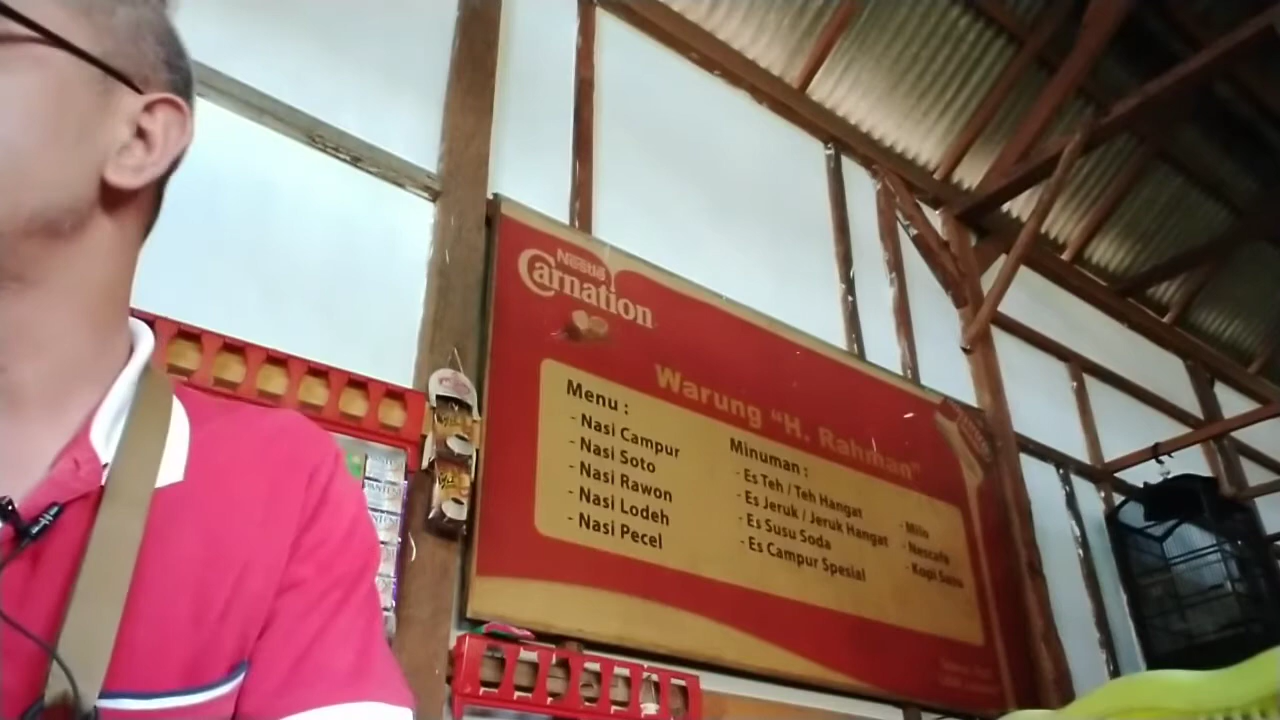 Nestlé
Carnation
Warung "H. Rahman"
Menu :
- Nasi Campur
- Nasi Soto
- Nasi Rawon
- Nasi Lodeh
- Nasi Pecel
Minuman :
- Es Teh / Teh Hangat
- Es Jeruk / Jeruk Hangat
- Es Susu Soda
- Es Campur Spesial
- Milo
- Nescafe
- Kopi Susu
PANTENE